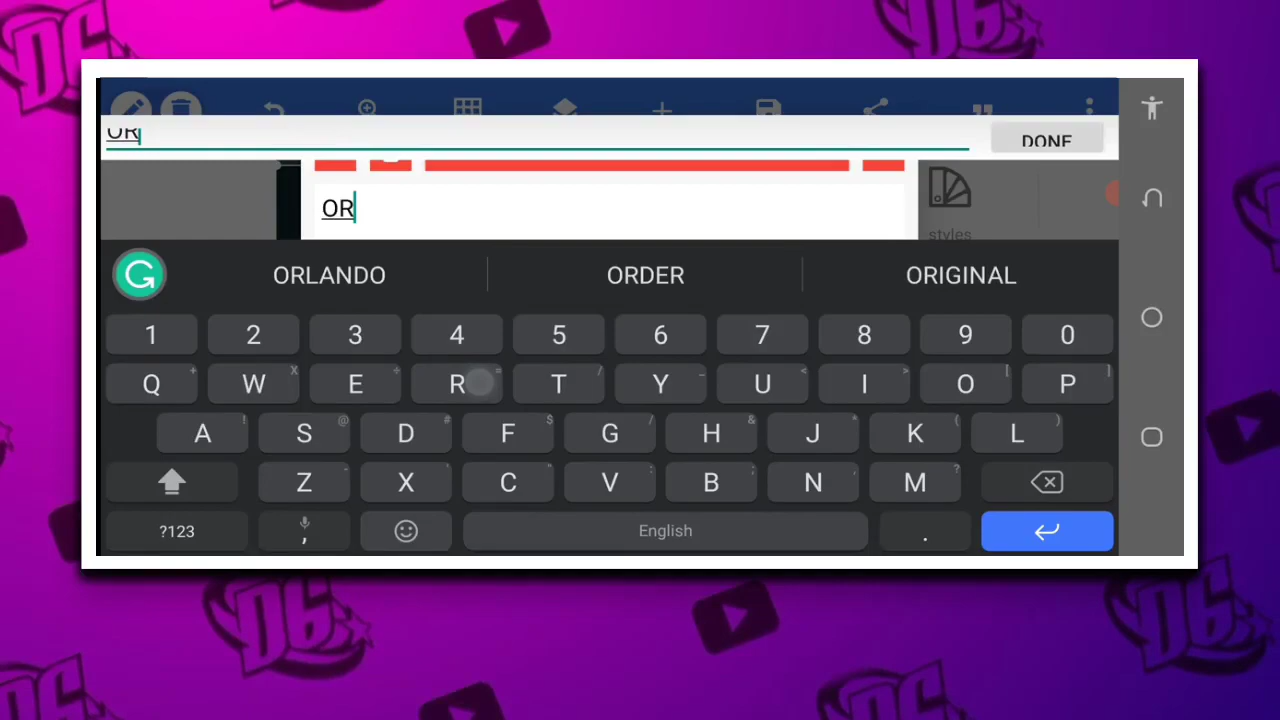 OR
DONE
OR
styles
ORLANDO ORDER ORIGINAL
1 2 3 4 5 6 7 8 9 0
Q W E R T Y U I O P
A S D F G H J K L
Z X C V B N M
?123 , English .